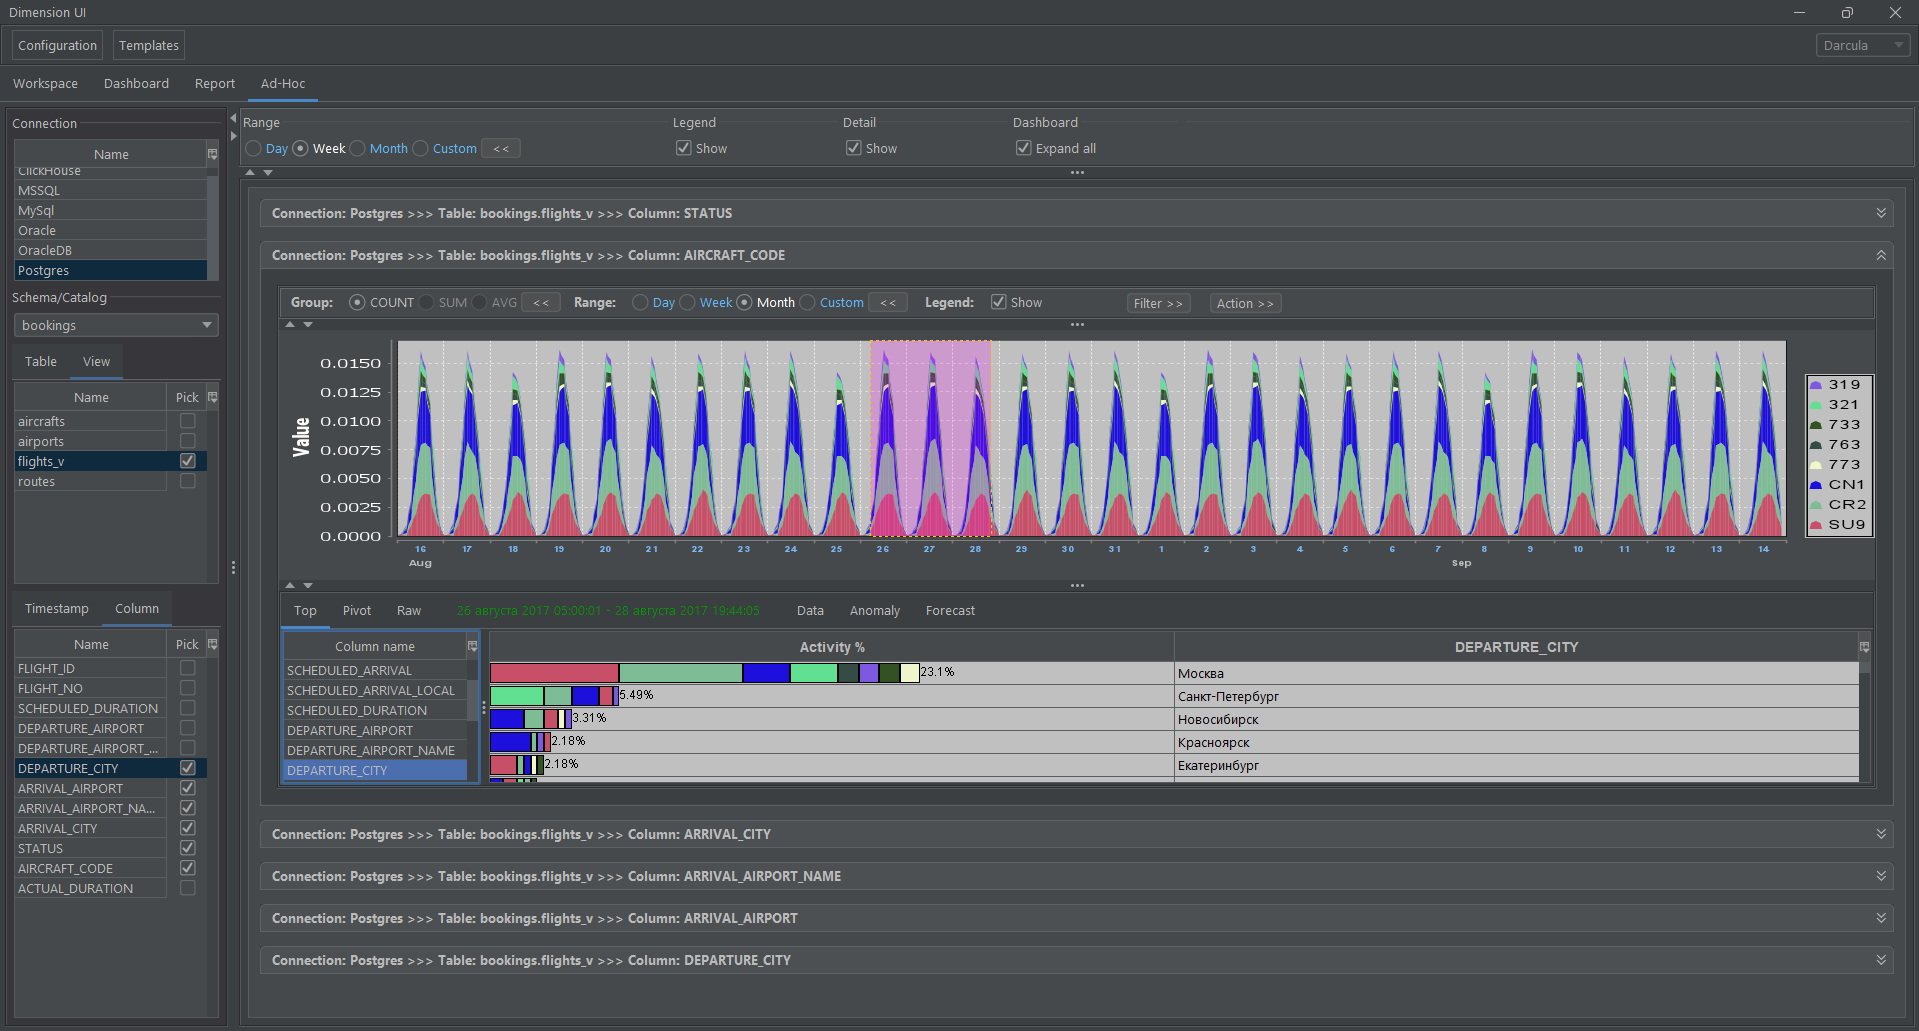 Dimension UI
Configuration Templates Darcula
Workspace Dashboard Report Ad-Hoc
Connection
Name
ClickHouse
MSSQL
MySql
Oracle
OracleDB
Postgres
Schema/Catalog
bookings
Table View
Name Pick
aircrafts
airports
flights_v
routes
Timestamp Column
Name Pick
FLIGHT_ID
FLIGHT_NO
SCHEDULED_DURATION
DEPARTURE_AIRPORT
DEPARTURE_AIRPORT_...
DEPARTURE_CITY
ARRIVAL_AIRPORT
ARRIVAL_AIRPORT_NA...
ARRIVAL_CITY
STATUS
AIRCRAFT_CODE
ACTUAL_DURATION
Range Legend Detail Dashboard
Day Week Month Custom << Show Show Expand all
Connection: Postgres >>> Table: bookings.flights_v >>> Column: STATUS
Connection: Postgres >>> Table: bookings.flights_v >>> Column: AIRCRAFT_CODE
Group: COUNT SUM AVG << Range: Day Week Month Custom << Legend: Show Filter >> Action >>
Value
0.0150
0.0125
0.0100
0.0075
0.0050
0.0025
0.0000
16 17 18 19 20 21 22 23 24 25 26 27 28 29 30 31 1 2 3 4 5 6 7 8 9 10 11 12 13 14
Aug Sep
319
321
733
763
773
CN1
CR2
SU9
Top Pivot Raw 26 августа 2017 05:00:01 - 28 августа 2017 19:44:05 Data Anomaly Forecast
Column name
SCHEDULED_ARRIVAL
SCHEDULED_ARRIVAL_LOCAL
SCHEDULED_DURATION
DEPARTURE_AIRPORT
DEPARTURE_AIRPORT_NAME
DEPARTURE_CITY
Activity % DEPARTURE_CITY
23.1% Москва
5.49% Санкт-Петербург
3.31% Новосибирск
2.18% Красноярск
2.18% Екатеринбург
Connection: Postgres >>> Table: bookings.flights_v >>> Column: ARRIVAL_CITY
Connection: Postgres >>> Table: bookings.flights_v >>> Column: ARRIVAL_AIRPORT_NAME
Connection: Postgres >>> Table: bookings.flights_v >>> Column: ARRIVAL_AIRPORT
Connection: Postgres >>> Table: bookings.flights_v >>> Column: DEPARTURE_CITY